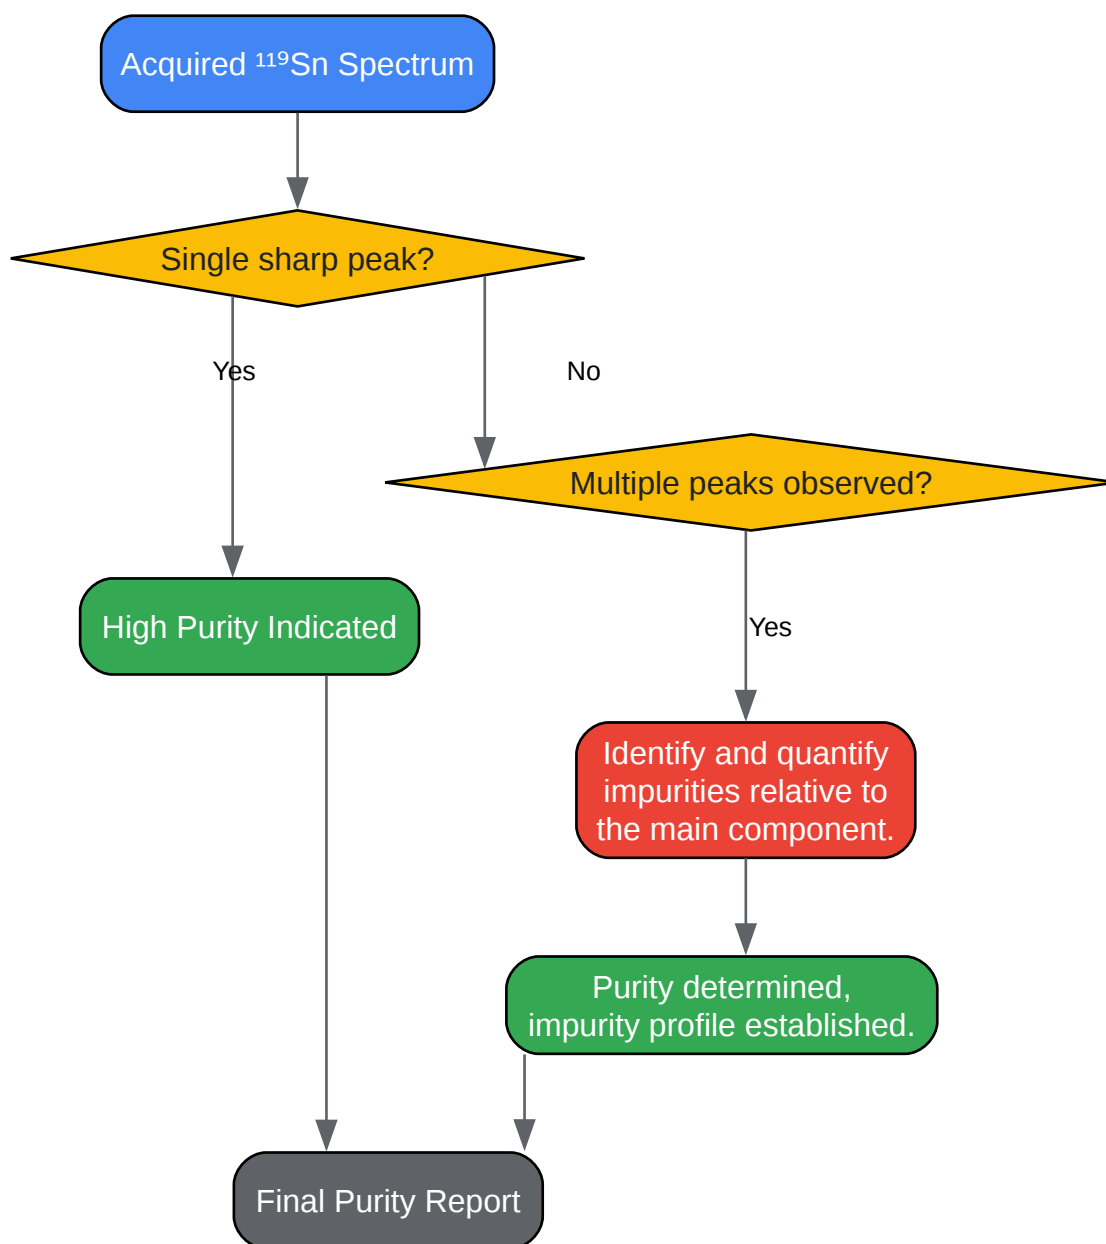 Acquired ¹¹⁹Sn Spectrum
Single sharp peak?
Yes
No
Multiple peaks observed?
High Purity Indicated
Yes
Identify and quantify
impurities relative to
the main component.
Purity determined,
impurity profile established.
Final Purity Report